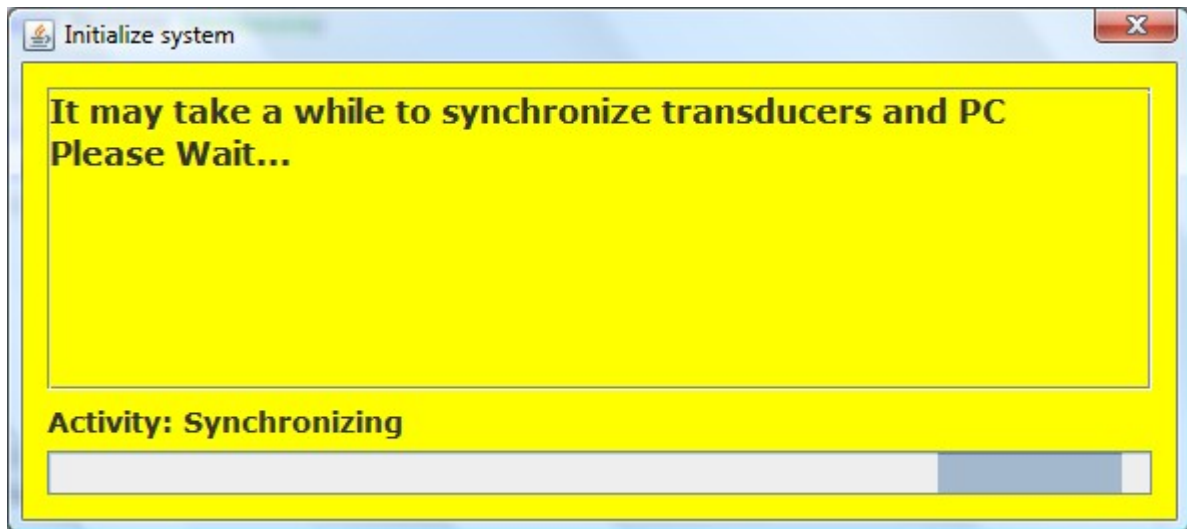 Initialize system
It may take a while to synchronize transducers and PC
Please Wait...
Activity: Synchronizing